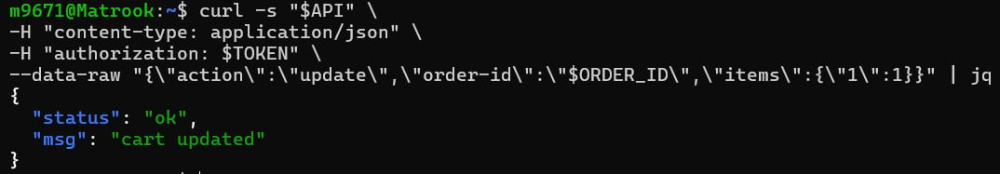 m9671@Matrook:~$ curl -s "$API" \
-H "content-type: application/json" \
-H "authorization: $TOKEN" \
--data-raw "{\"action\":\"update\",\"order-id\":\"$ORDER_ID\",\"items\":{\"1\":1}}" | jq
{
  "status": "ok",
  "msg": "cart updated"
}